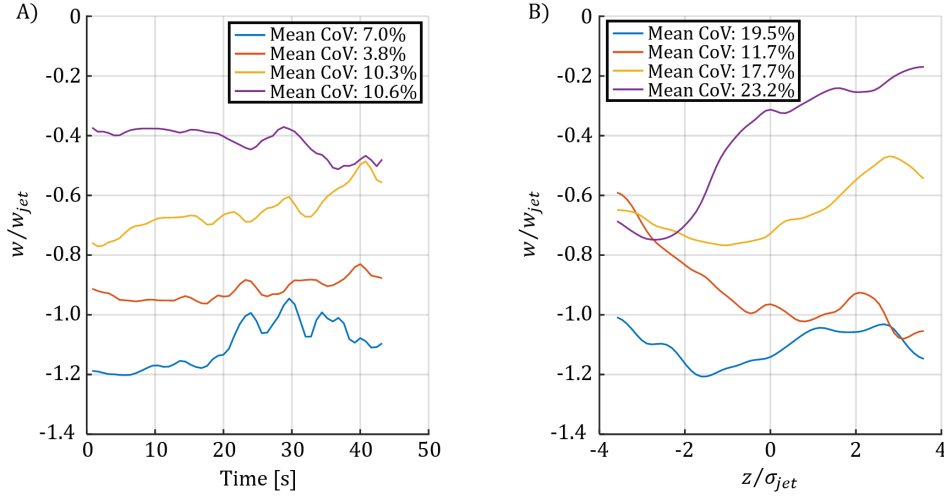 A)
Mean CoV: 7.0%
Mean CoV: 3.8%
Mean CoV: 10.3%
Mean CoV: 10.6%
0
-0.2
-0.4
-0.6
-0.8
-1.0
-1.2
-1.4
w/w_jet
0 10 20 30 40 50
Time [s]
B)
Mean CoV: 19.5%
Mean CoV: 11.7%
Mean CoV: 17.7%
Mean CoV: 23.2%
0
-0.2
-0.4
-0.6
-0.8
-1.0
-1.2
-1.4
w/w_jet
-4 -2 0 2 4
z/σ_jet